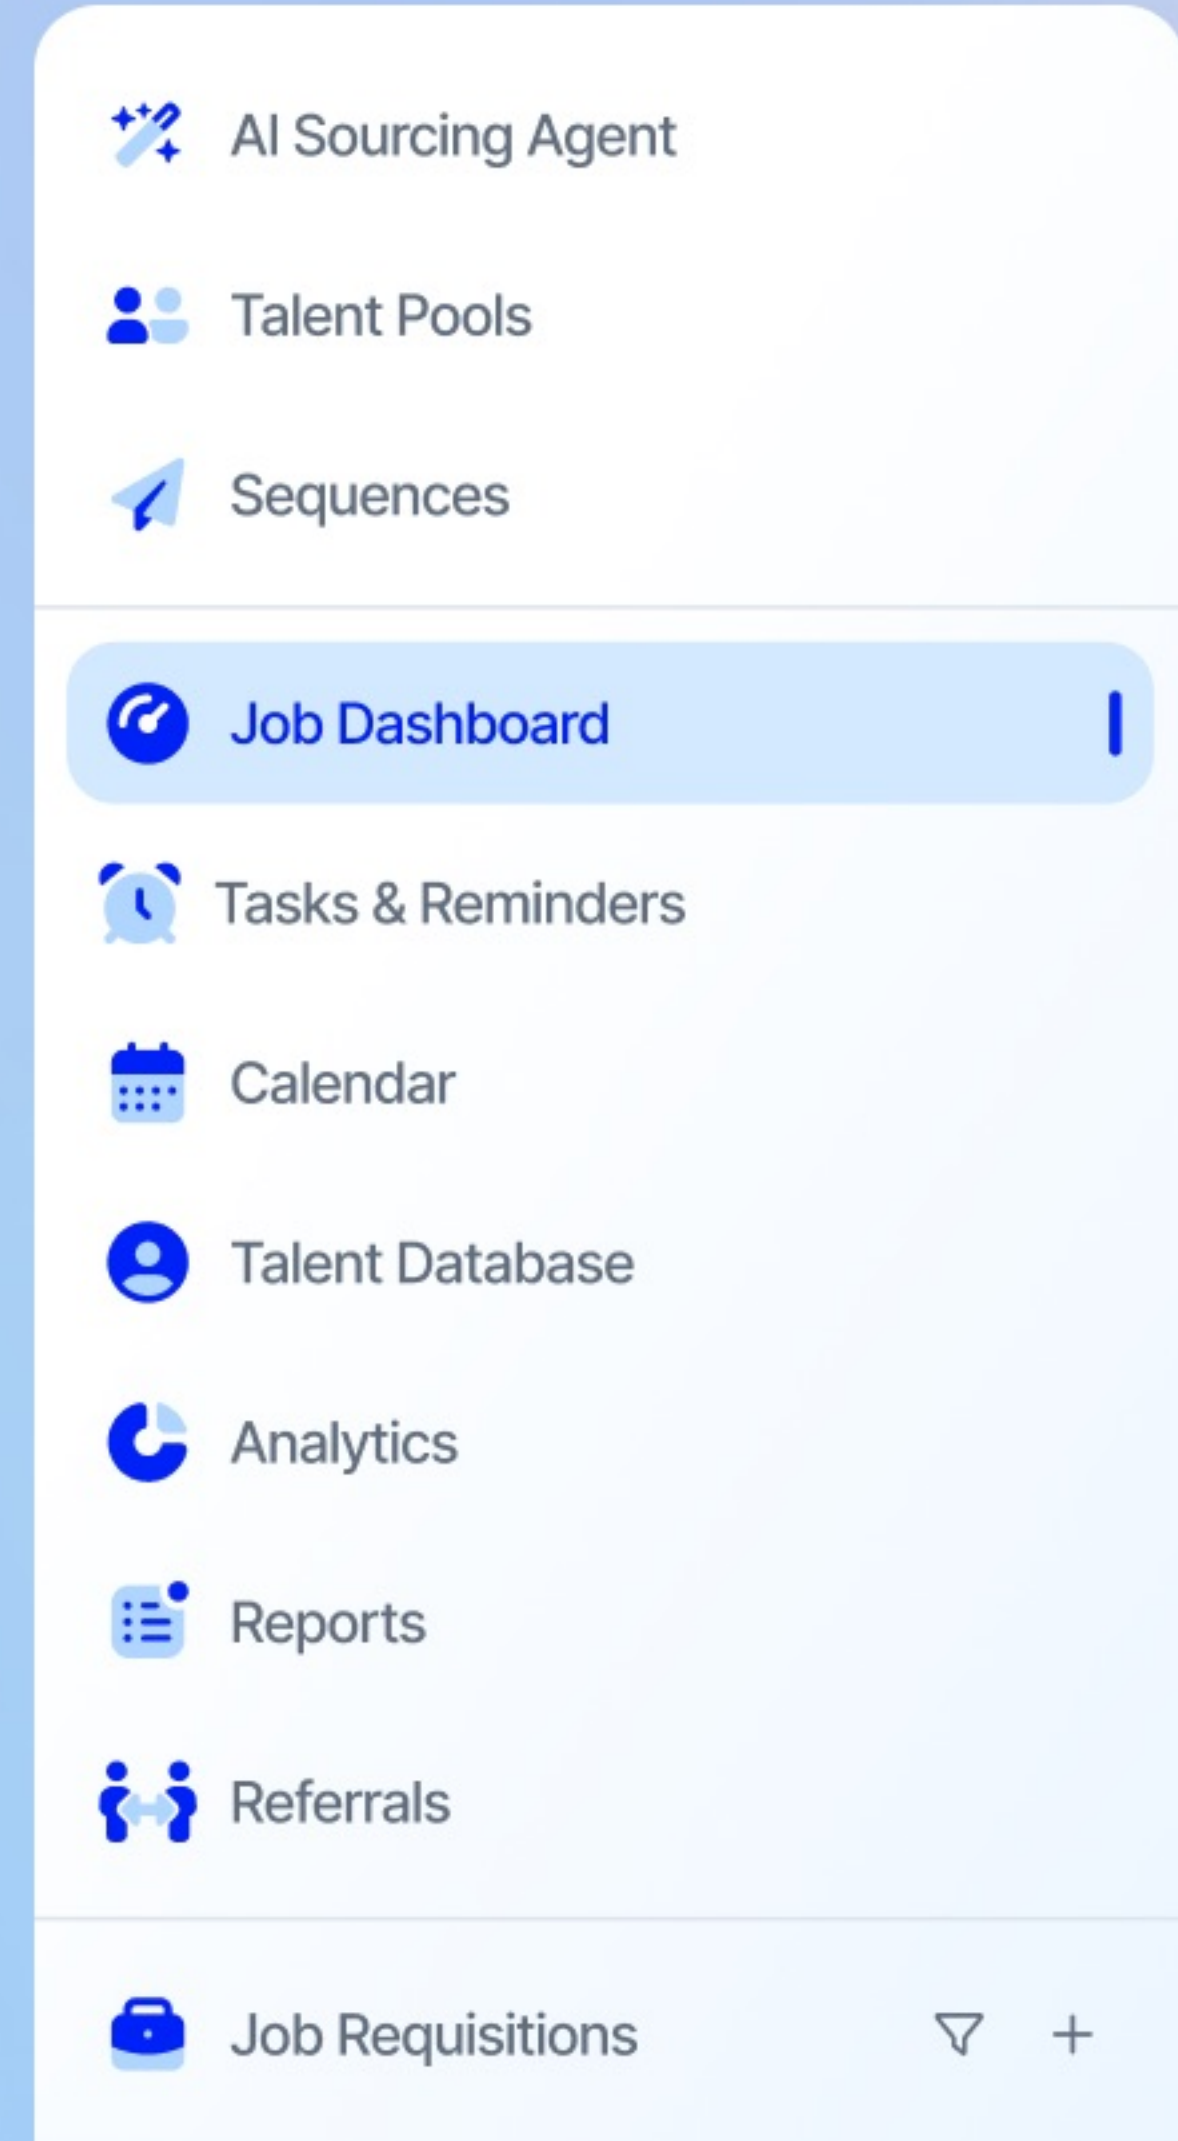 AI Sourcing Agent
Talent Pools
Sequences
Job Dashboard
Tasks & Reminders
Calendar
Talent Database
Analytics
Reports
Referrals
Job Requisitions